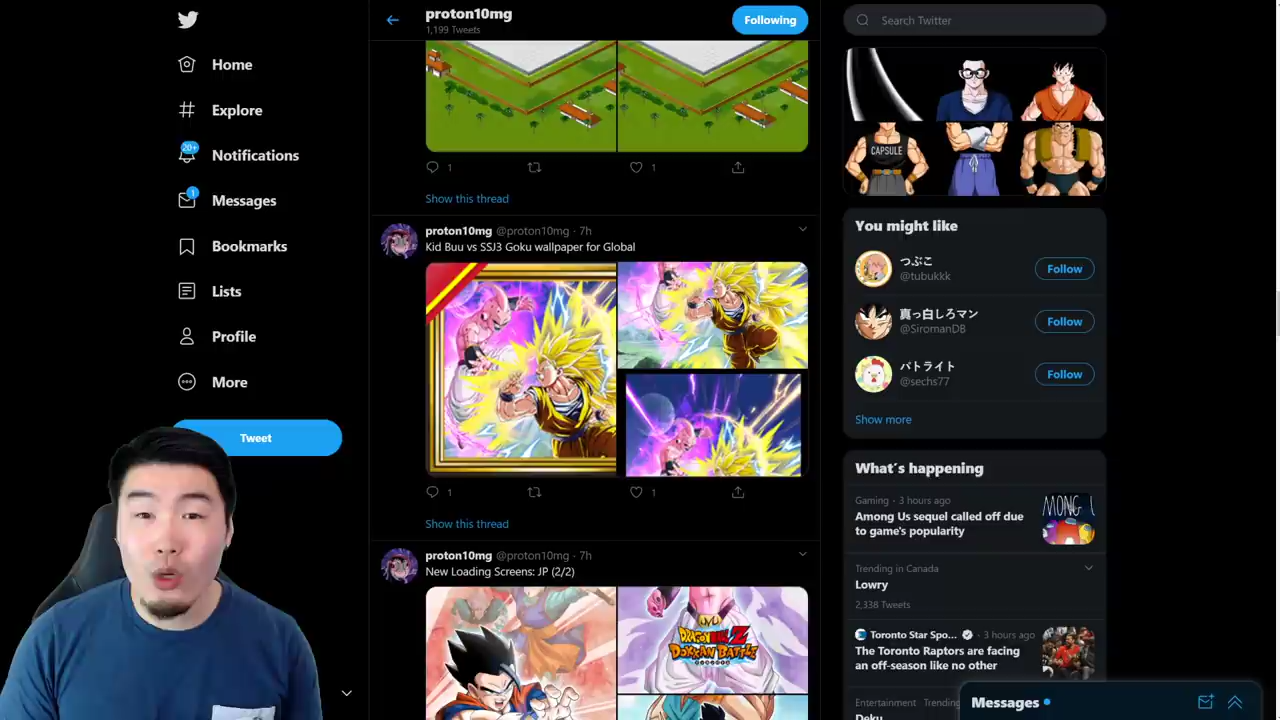 Home
Explore
20+
Notifications
1
Messages
Bookmarks
Lists
Profile
More
Tweet
proton10mg
1,199 Tweets
Following
1
1
Show this thread
proton10mg @proton10mg · 7h
Kid Buu vs SSJ3 Goku wallpaper for Global
1
1
Show this thread
proton10mg @proton10mg · 7h
New Loading Screens: JP (2/2)
DRAGON BALL Z
DOKKAN BATTLE
Search Twitter
CAPSULE
You might like
つぶこ
@tubukkk
Follow
真っ白しろマン
@SiromanDB
Follow
パトライト
@sechs77
Follow
Show more
What's happening
Gaming · 3 hours ago
Among Us sequel called off due
to game's popularity
Trending in Canada
Lowry
2,338 Tweets
Toronto Star Spo... · 3 hours ago
The Toronto Raptors are facing
an off-season like no other
Entertainment · Trending
Deku
Messages